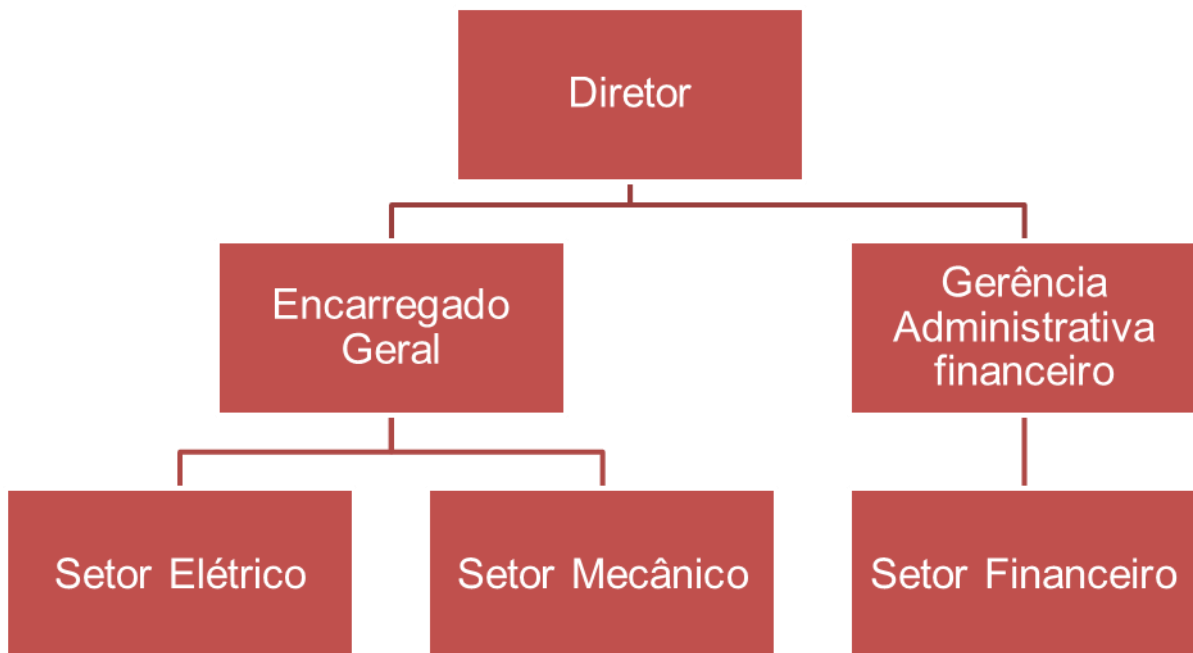 Diretor
Encarregado
Geral
Gerência
Administrativa
financeiro
Setor Elétrico
Setor Mecânico
Setor Financeiro